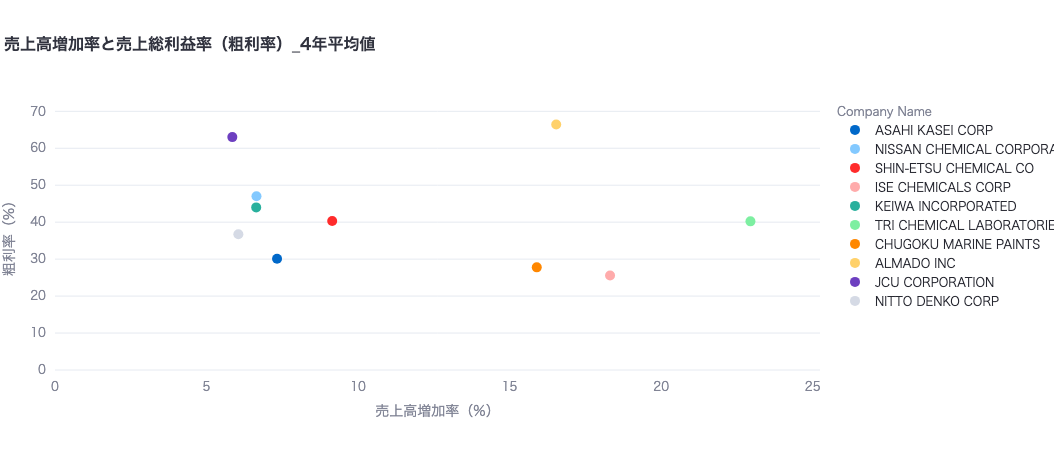 売上高増加率と売上総利益率（粗利率）_4年平均値
70
60
50
40
30
20
10
0
粗利率（%）
0
5
10
15
20
25
売上高増加率（%）
Company Name
ASAHI KASEI CORP
NISSAN CHEMICAL CORPORA
SHIN-ETSU CHEMICAL CO
ISE CHEMICALS CORP
KEIWA INCORPORATED
TRI CHEMICAL LABORATORIE
CHUGOKU MARINE PAINTS
ALMADO INC
JCU CORPORATION
NITTO DENKO CORP